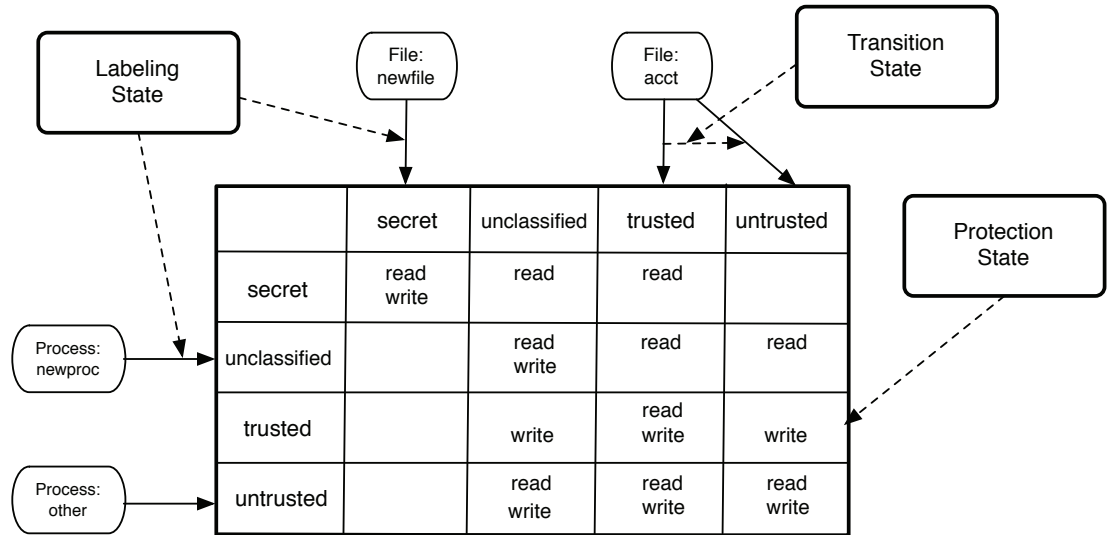 Labeling
State
File:
newfile
File:
acct
Transition
State
Protection
State
secret unclassified trusted untrusted
secret read write read read
unclassified read write read read
trusted write read write write
untrusted read write read write read write
Process:
newproc
Process:
other